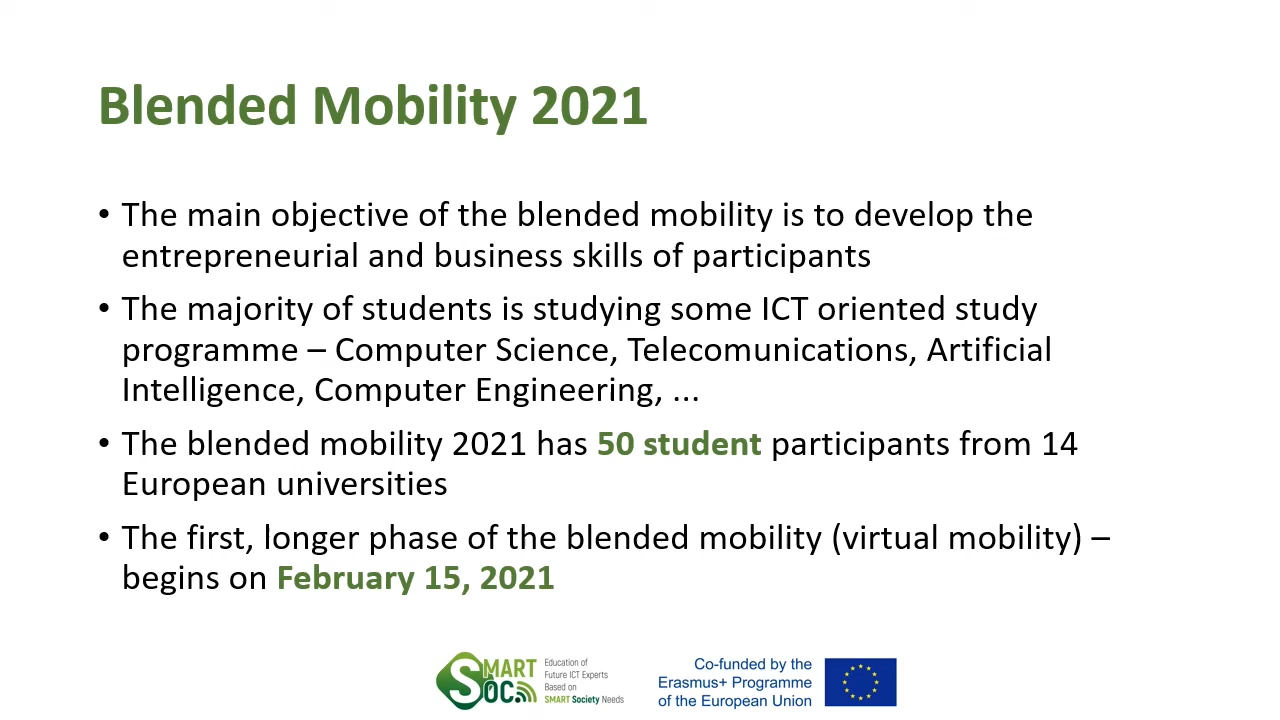 Blended Mobility 2021
• The main objective of the blended mobility is to develop the
entrepreneurial and business skills of participants
• The majority of students is studying some ICT oriented study
programme – Computer Science, Telecomunications, Artificial
Intelligence, Computer Engineering, ...
• The blended mobility 2021 has 50 student participants from 14
European universities
• The first, longer phase of the blended mobility (virtual mobility) –
begins on February 15, 2021
SMART
SOC
Education of
Future ICT Experts
Based on
SMART Society Needs
Co-funded by the
Erasmus+ Programme
of the European Union